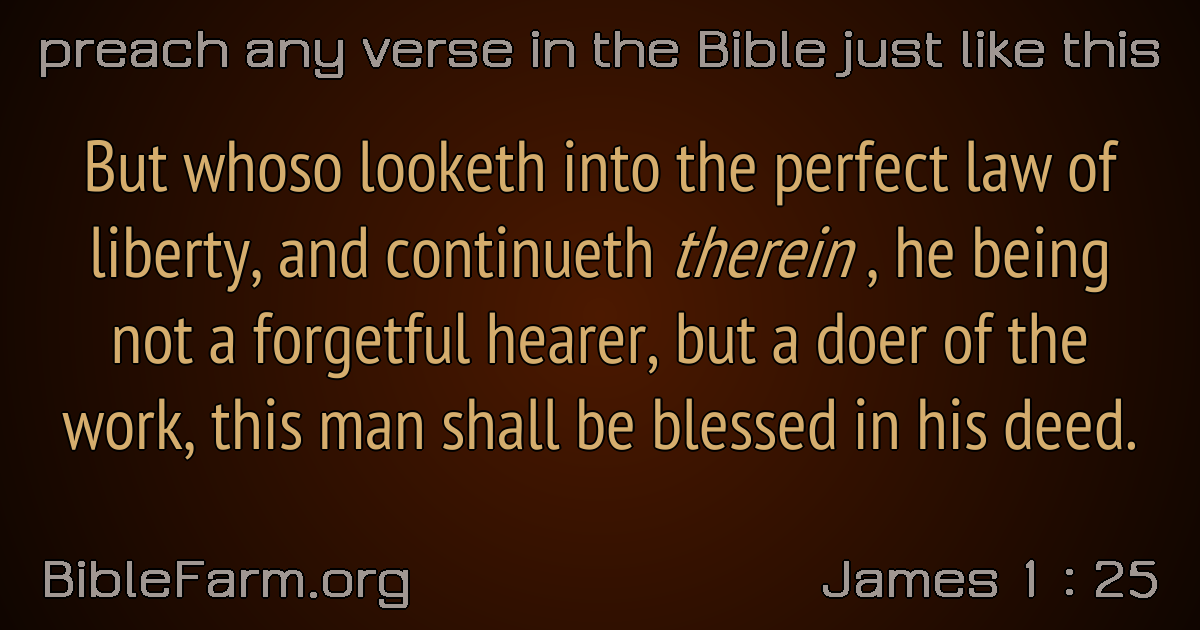 preach any verse in the Bible just like this
But whoso looketh into the perfect law of
liberty, and continueth therein , he being
not a forgetful hearer, but a doer of the
work, this man shall be blessed in his deed.
BibleFarm.org
James 1 : 25